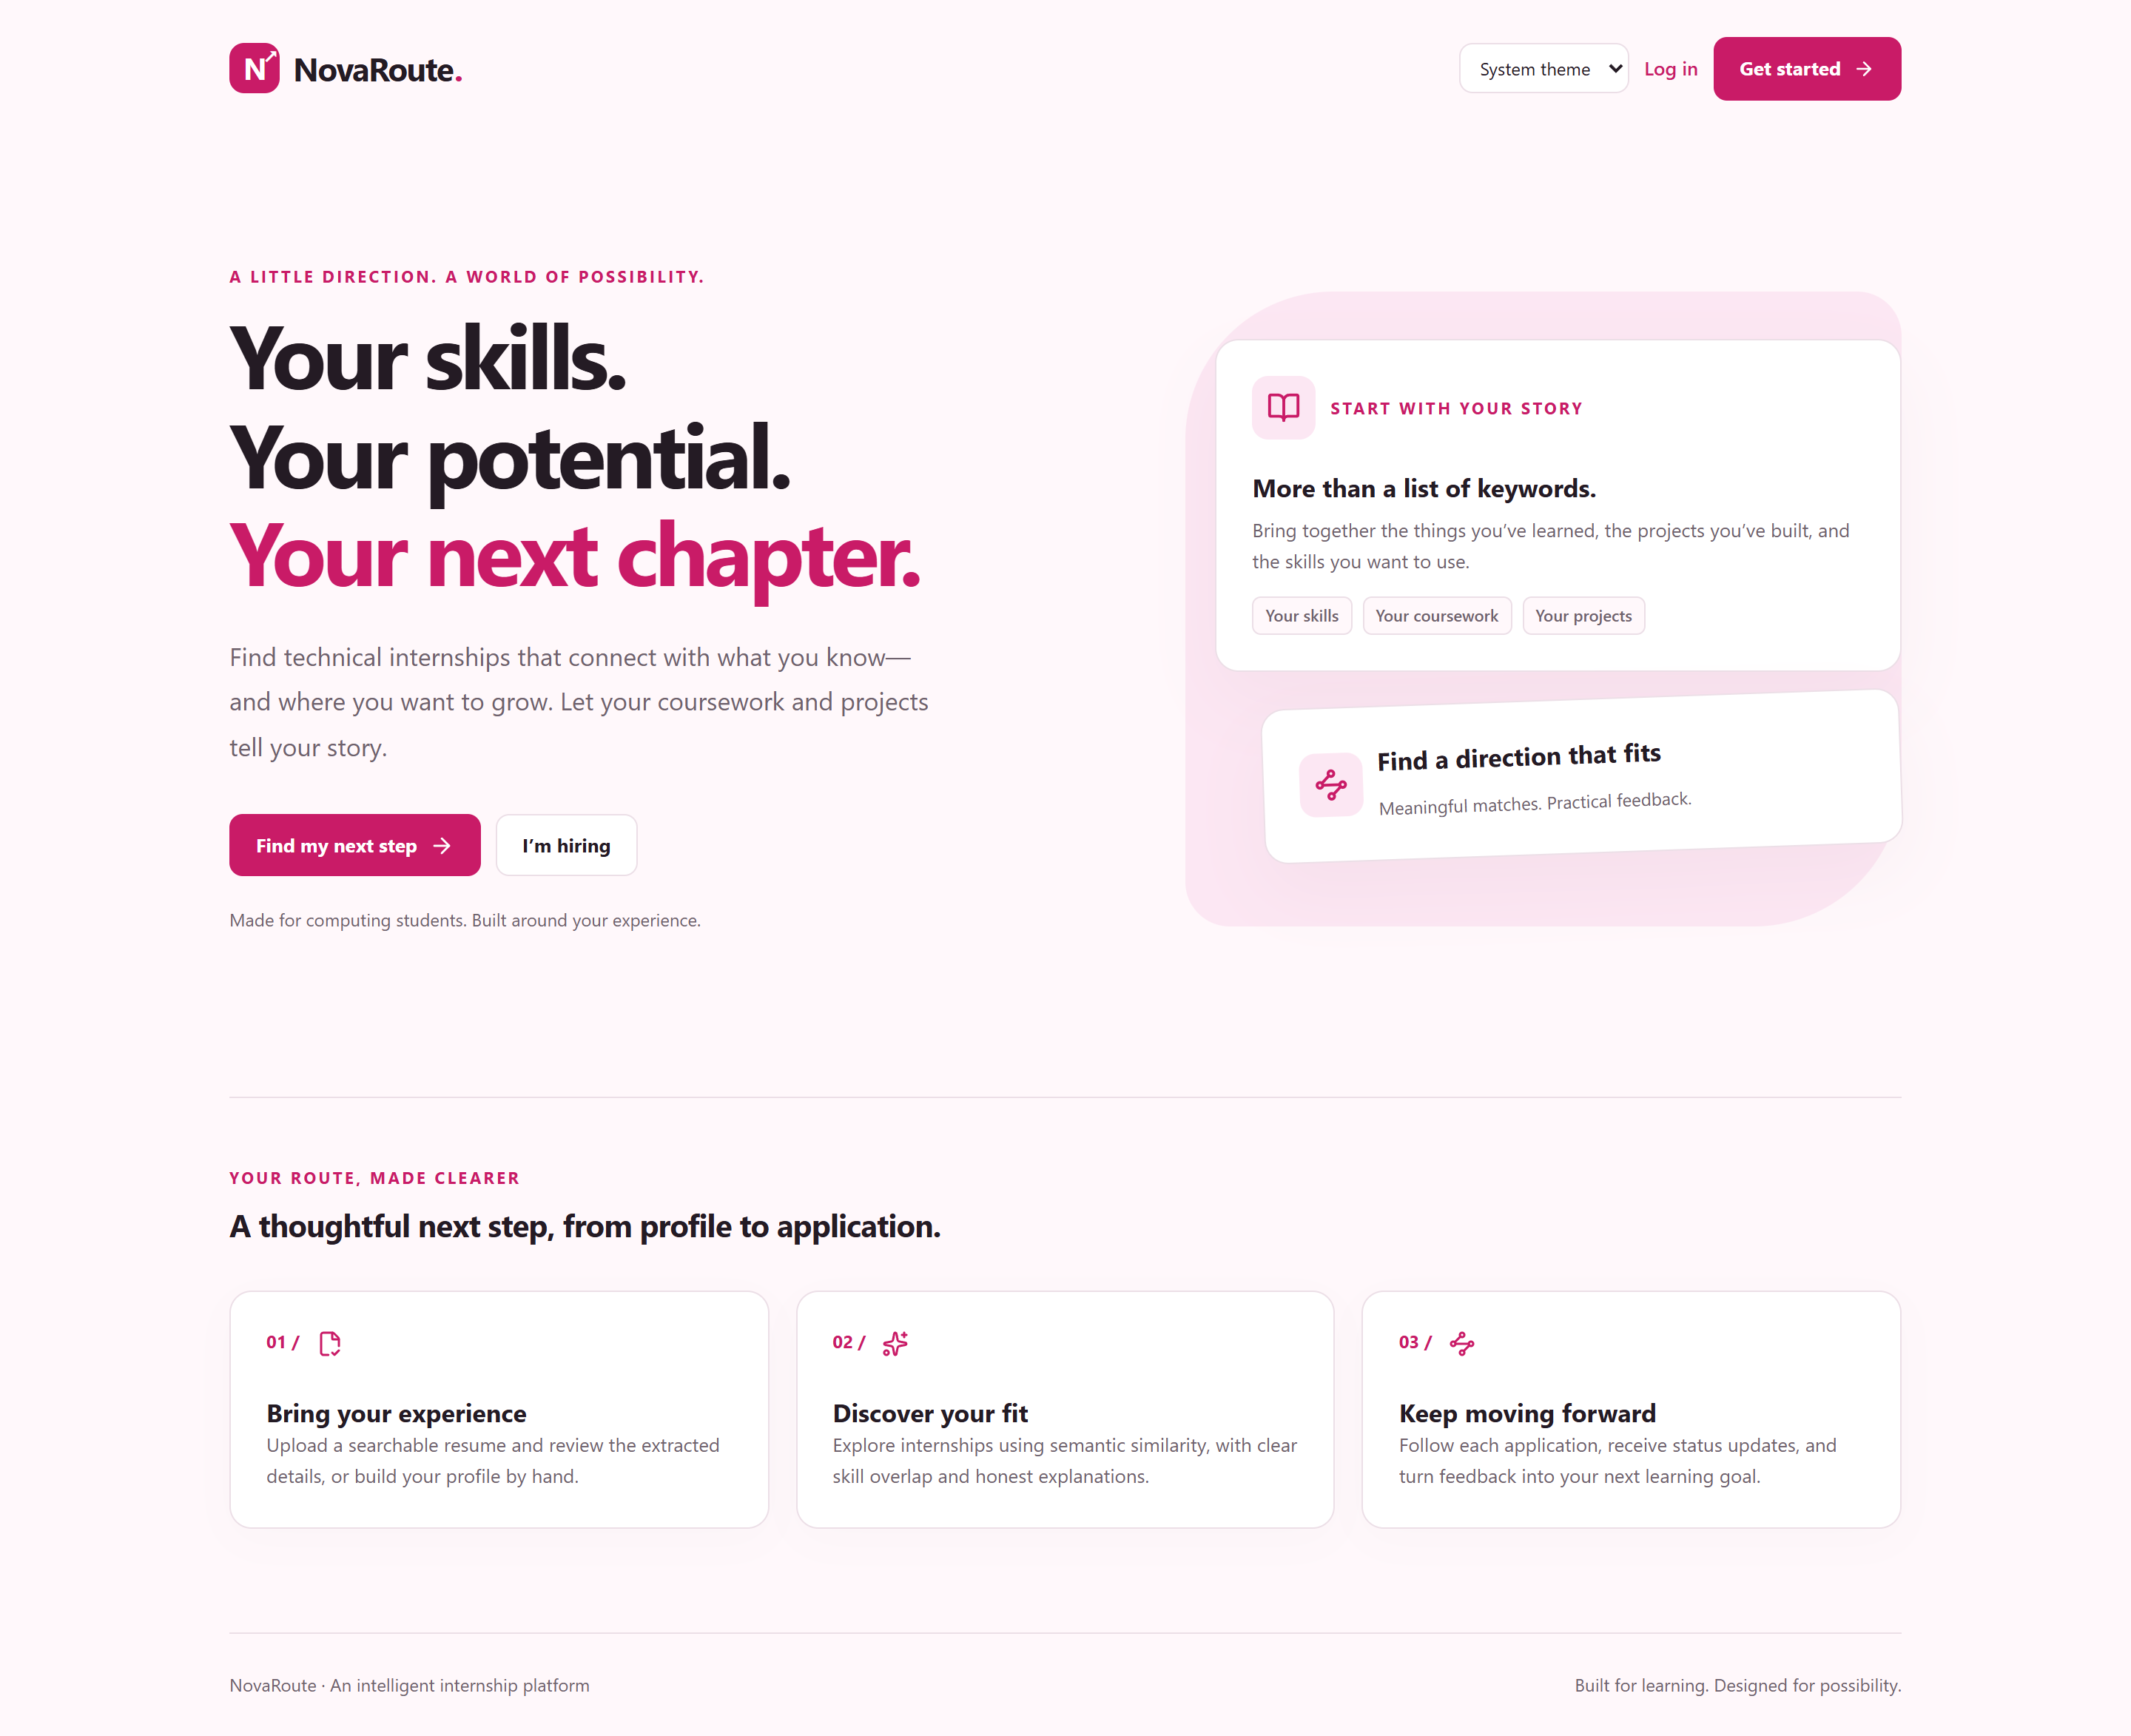 N NovaRoute.
System theme
Log in
Get started
A LITTLE DIRECTION. A WORLD OF POSSIBILITY.
Your skills.
Your potential.
Your next chapter.
Find technical internships that connect with what you know—
and where you want to grow. Let your coursework and projects
tell your story.
Find my next step
I’m hiring
Made for computing students. Built around your experience.
START WITH YOUR STORY
More than a list of keywords.
Bring together the things you’ve learned, the projects you’ve built, and
the skills you want to use.
Your skills
Your coursework
Your projects
Find a direction that fits
Meaningful matches. Practical feedback.
YOUR ROUTE, MADE CLEARER
A thoughtful next step, from profile to application.
01 /
Bring your experience
Upload a searchable resume and review the extracted
details, or build your profile by hand.
02 /
Discover your fit
Explore internships using semantic similarity, with clear
skill overlap and honest explanations.
03 /
Keep moving forward
Follow each application, receive status updates, and
turn feedback into your next learning goal.
NovaRoute · An intelligent internship platform
Built for learning. Designed for possibility.